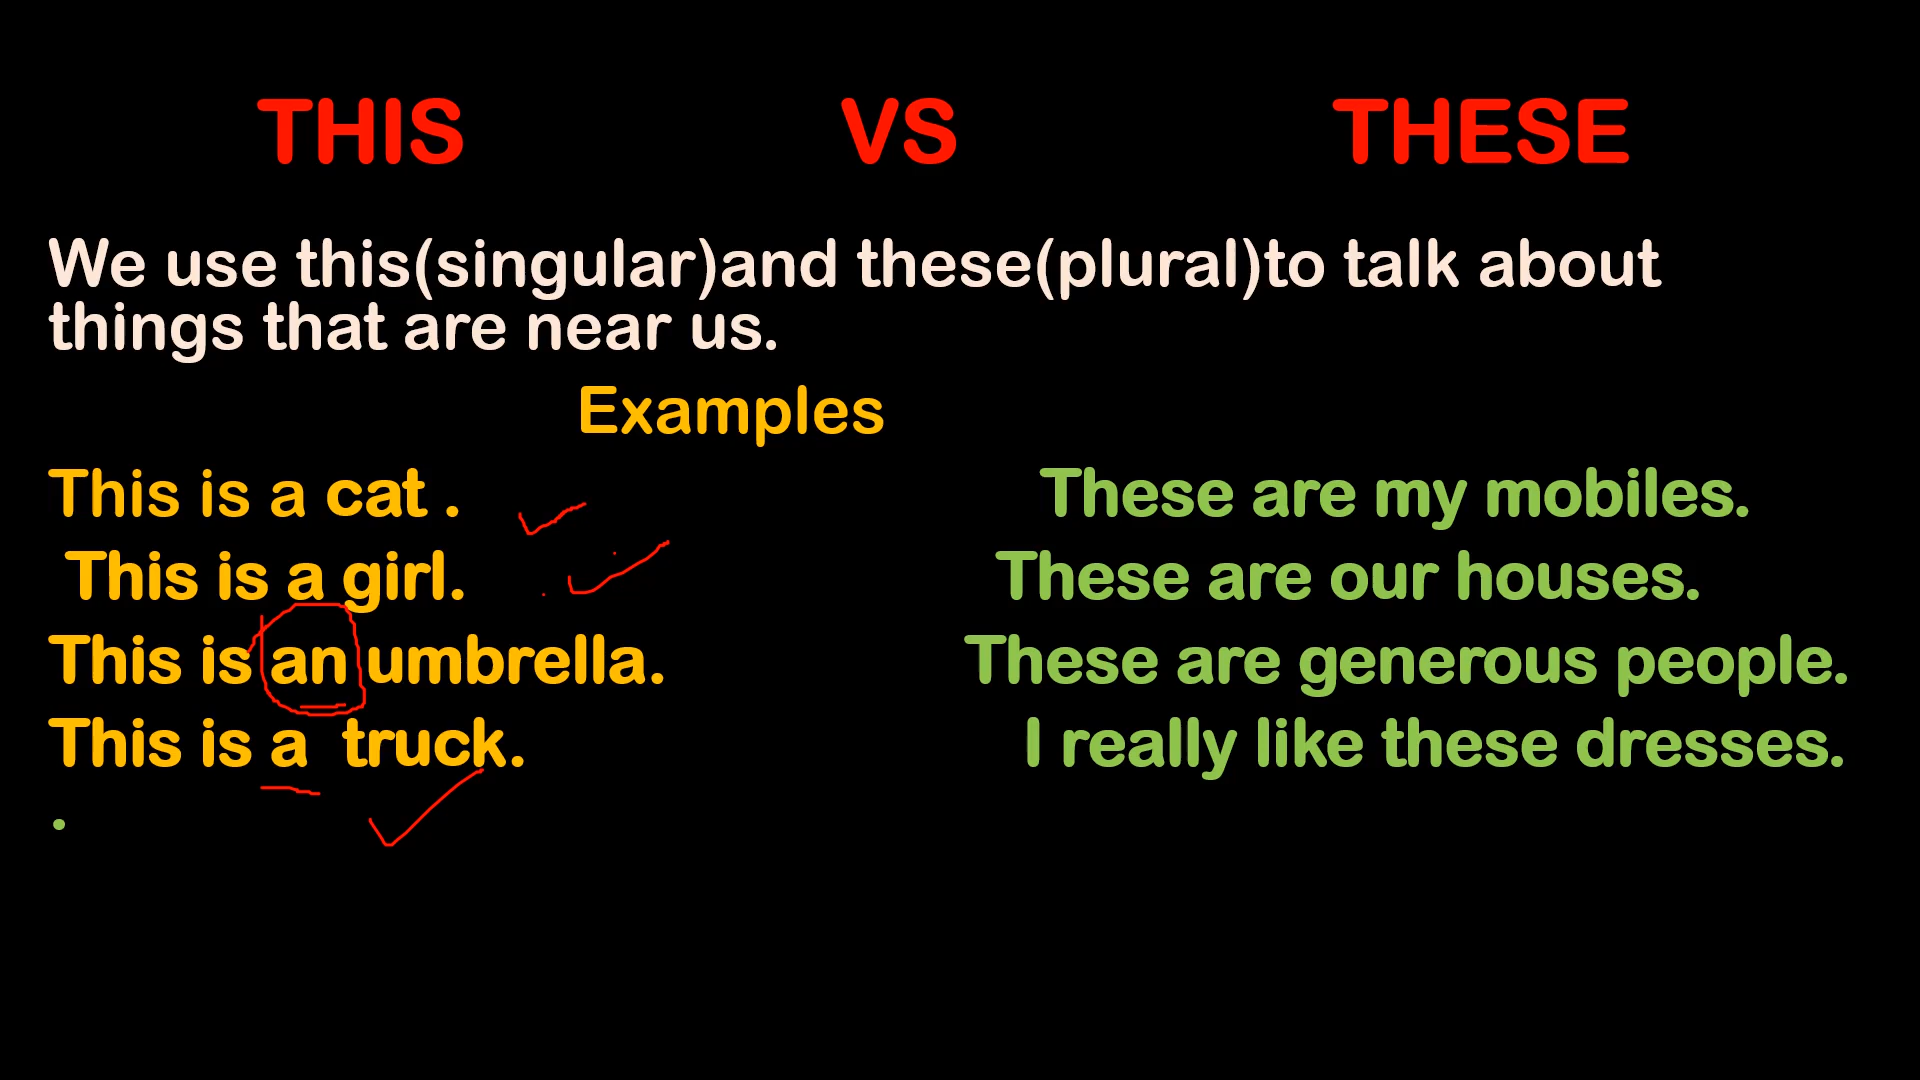 THIS VS THESE
We use this(singular)and these(plural)to talk about
things that are near us.
Examples
This is a cat . These are my mobiles.
This is a girl. These are our houses.
This is an umbrella. These are generous people.
This is a truck. I really like these dresses.
.